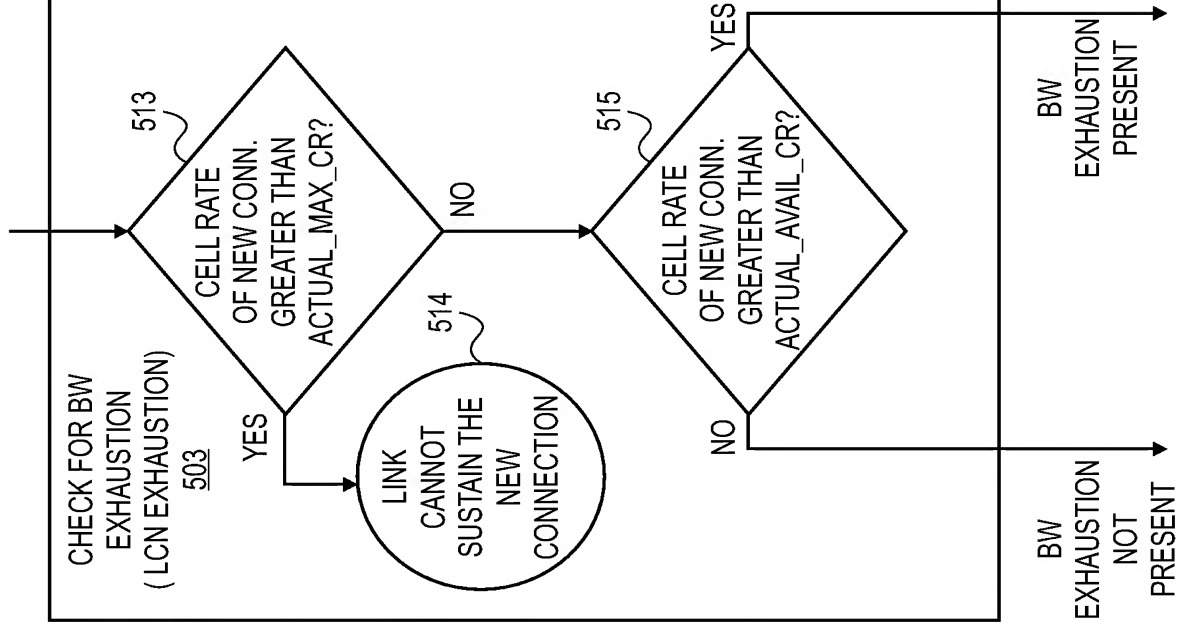 CHECK FOR BW
EXHAUSTION
( LCN EXHAUSTION)
503
513
CELL RATE
OF NEW CONN.
GREATER THAN
ACTUAL_MAX_CR?
YES
NO
514
LINK
CANNOT
SUSTAIN THE
NEW
CONNECTION
515
CELL RATE
OF NEW CONN.
GREATER THAN
ACTUAL_AVAIL_CR?
NO
YES
BW
EXHAUSTION
NOT
PRESENT
BW
EXHAUSTION
PRESENT